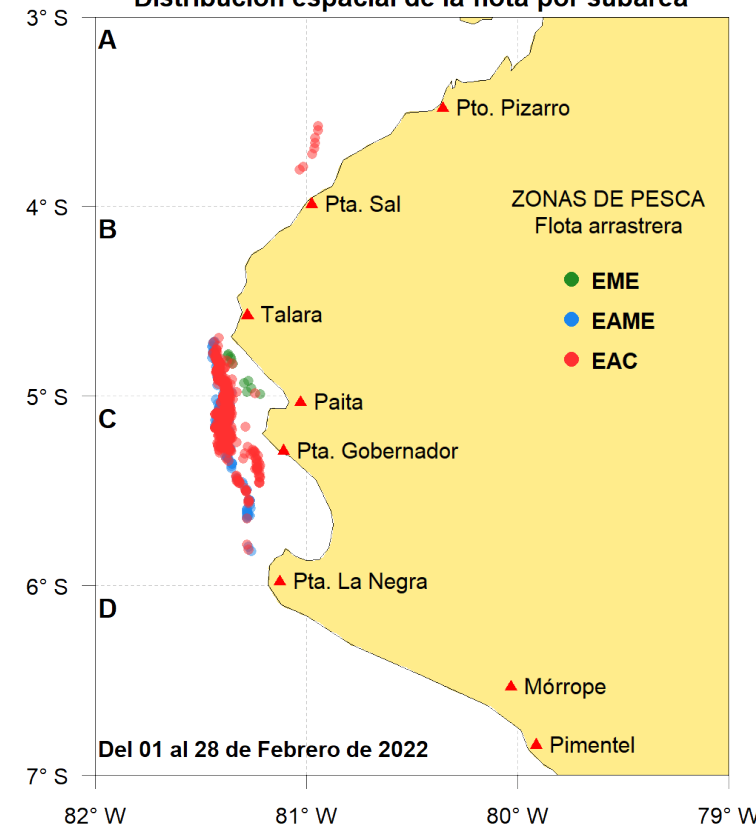 Distribución espacial de la flota por subárea
3° S
A
Pto. Pizarro
ZONAS DE PESCA
4° S
Pta. Sal
B
Flota arrastrera
EME
Talara
EAME
EAC
5° S
Paita
C
Pta. Gobernador
6° S
Pta. La Negra
D
Mórrope
Del 01 al 28 de Febrero de 2022
Pimentel
7° S
82° W
81° W
80° W
79° W